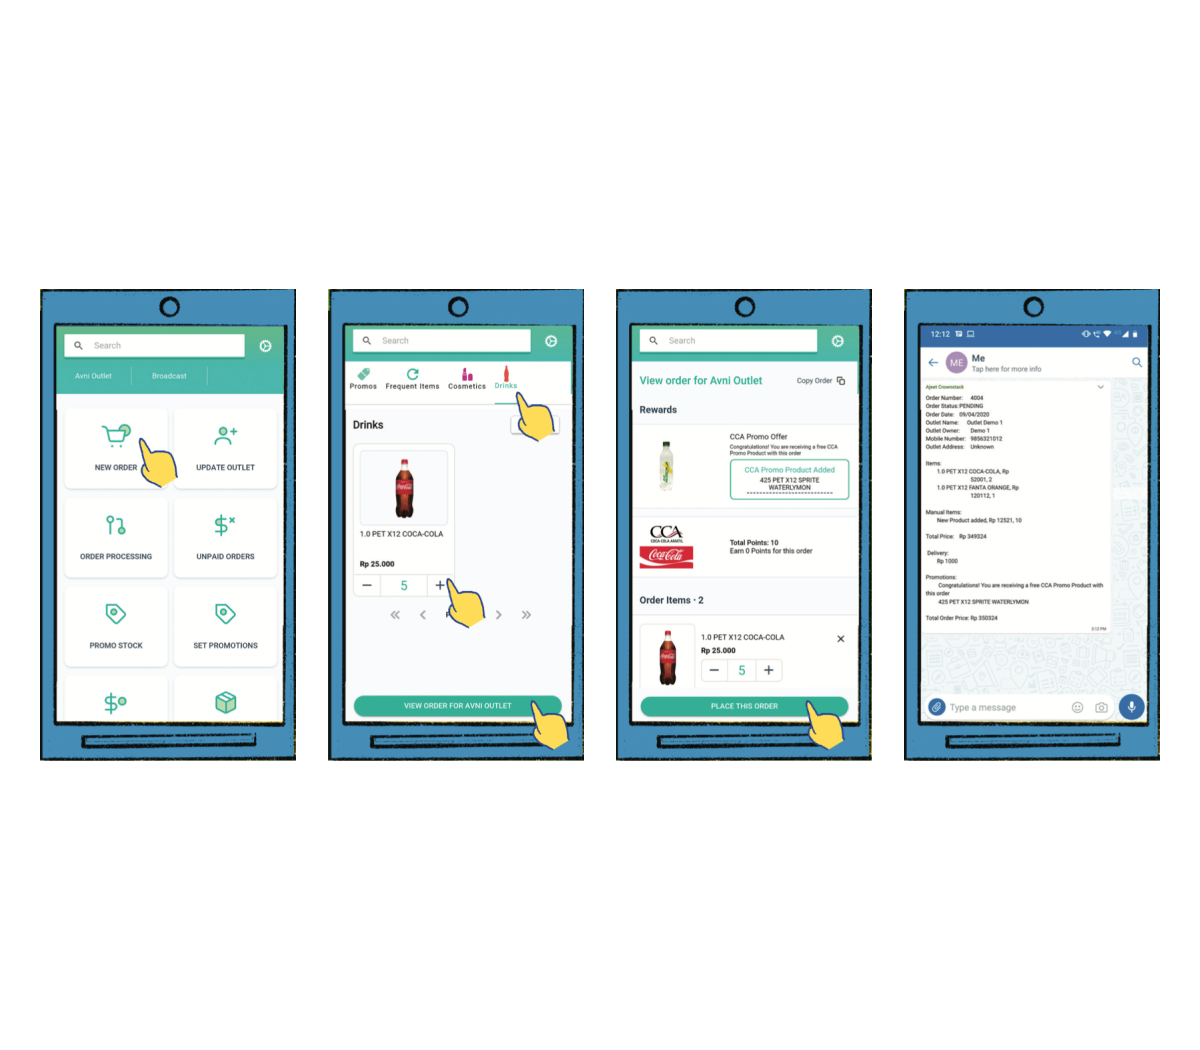 Search
Avni Outlet
Broadcast
NEW ORDER
UPDATE OUTLET
ORDER PROCESSING
UNPAID ORDERS
PROMO STOCK
SET PROMOTIONS
Search
Promos
Frequent Items
Cosmetics
Drinks
Drinks
1.0 PET X12 COCA-COLA
Rp 25.000
− 5 +
VIEW ORDER FOR AVNI OUTLET
Search
View order for Avni Outlet
Copy Order
Rewards
CCA Promo Offer
Congratulations! You are receiving a free CCA
Promo Product with this order
CCA Promo Product Added
425 PET X12 SPRITE
WATERLYMON
CCA
COCA-COLA AMATIL
Coca-Cola
Total Points: 10
Earn 0 Points for this order
Order Items · 2
1.0 PET X12 COCA-COLA
Rp 25.000
− 5 +
PLACE THIS ORDER
12:12
ME
Me
Tap here for more info
Ajeet Crownstack
Order Number: 4004
Order Status:PENDING
Order Date: 09/04/2020
Outlet Name: Outlet Demo 1
Outlet Owner: Demo 1
Mobile Number: 9856321012
Outlet Address: Unknown
Items:
1.0 PET X12 COCA-COLA, Rp
52001, 2
1.0 PET X12 FANTA ORANGE, Rp
120112, 1
Manual Items:
New Product added, Rp 12521, 10
Total Price: Rp 349324
Delivery:
Rp 1000
Promotions:
Congratulations! You are receiving a free CCA Promo Product with
this order
425 PET X12 SPRITE WATERLYMON
Total Order Price: Rp 350324
Type a message